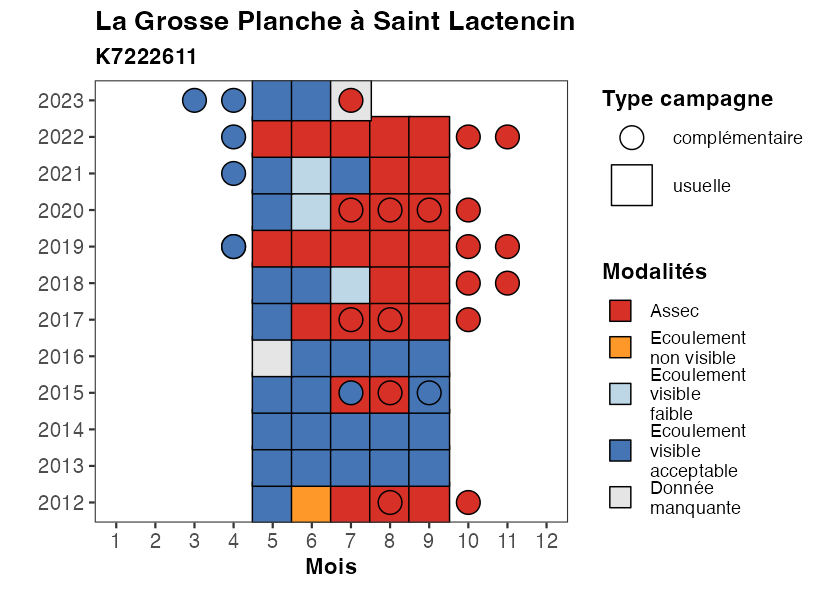 La Grosse Planche à Saint Lactencin
K7222611
2023
2022
2021
2020
2019
2018
2017
2016
2015
2014
2013
2012
1 2 3 4 5 6 7 8 9 10 11 12
Mois
Type campagne
complémentaire
usuelle
Modalités
Assec
Ecoulement
non visible
Ecoulement
visible
faible
Ecoulement
visible
acceptable
Donnée
manquante